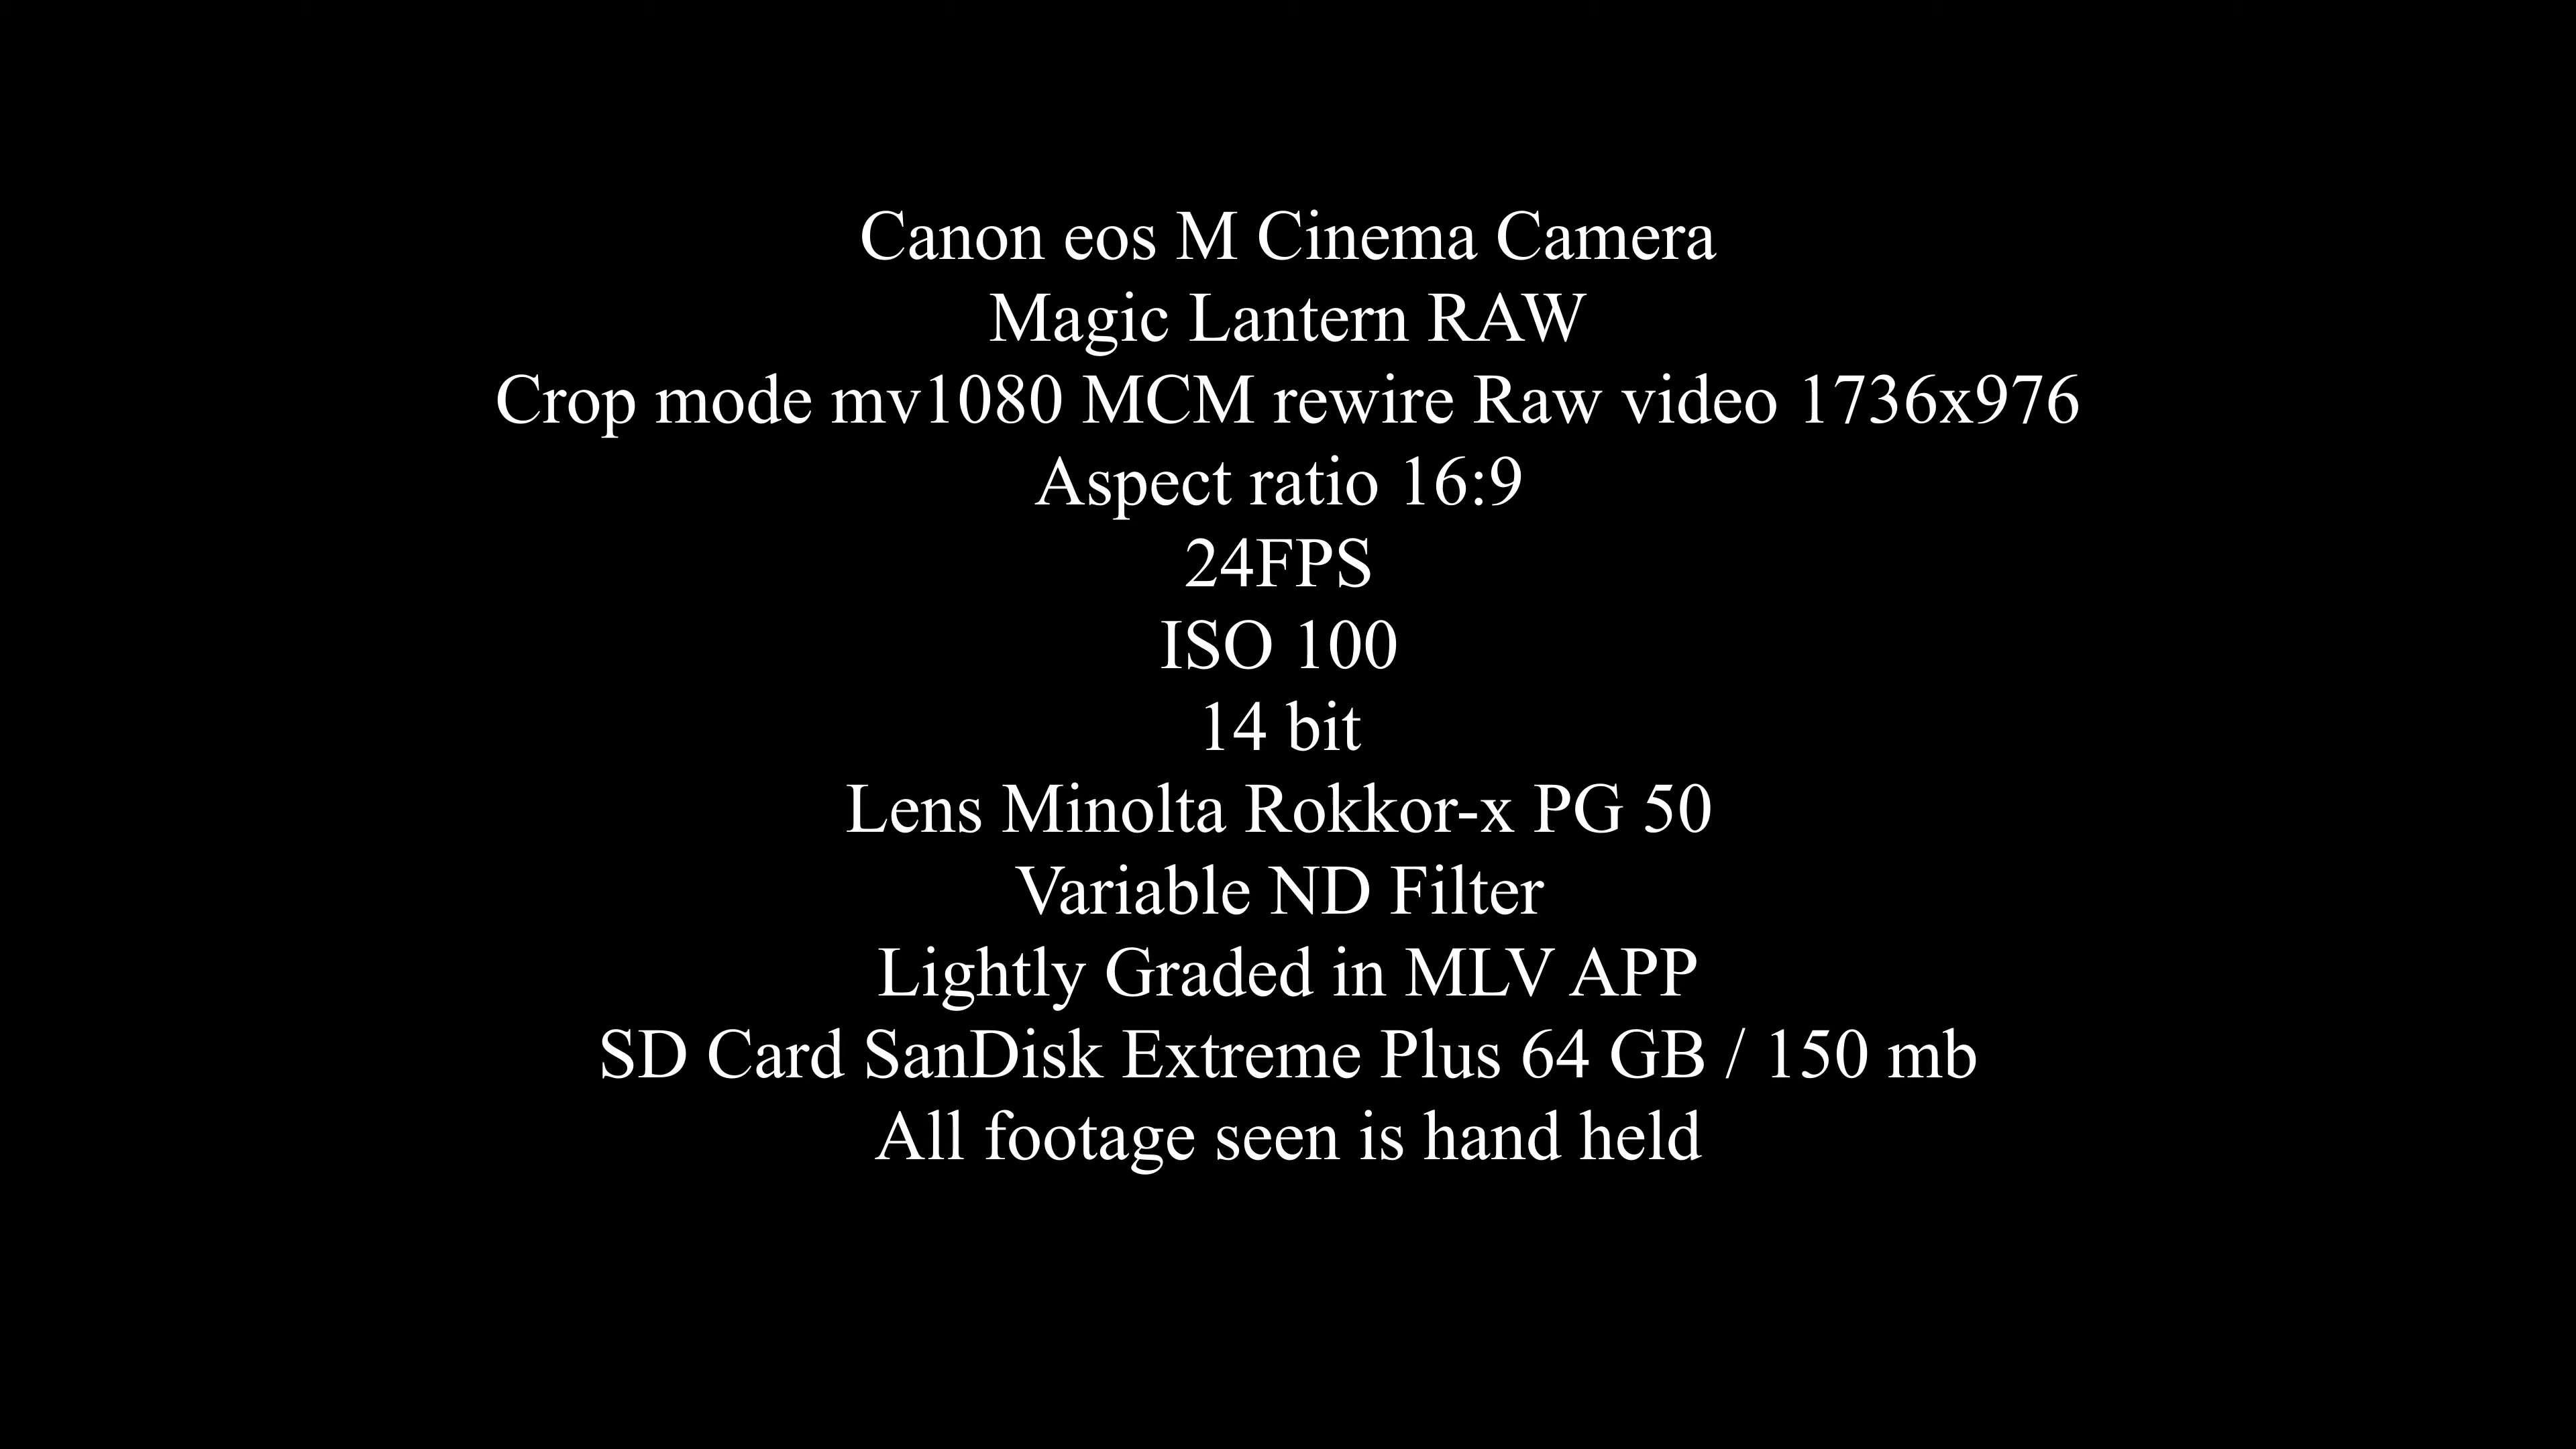 Canon eos M Cinema Camera
Magic Lantern RAW
Crop mode mv1080 MCM rewire Raw video 1736x976
Aspect ratio 16:9
24FPS
ISO 100
14 bit
Lens Minolta Rokkor-x PG 50
Variable ND Filter
Lightly Graded in MLV APP
SD Card SanDisk Extreme Plus 64 GB / 150 mb
All footage seen is hand held